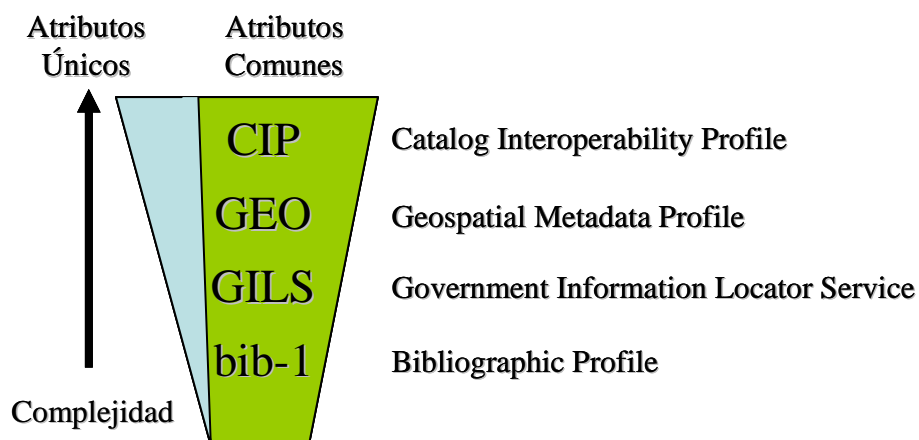 Atributos
Únicos
Atributos
Comunes
CIP
Catalog Interoperability Profile
GEO
Geospatial Metadata Profile
GILS
Government Information Locator Service
bib-1
Bibliographic Profile
Complejidad